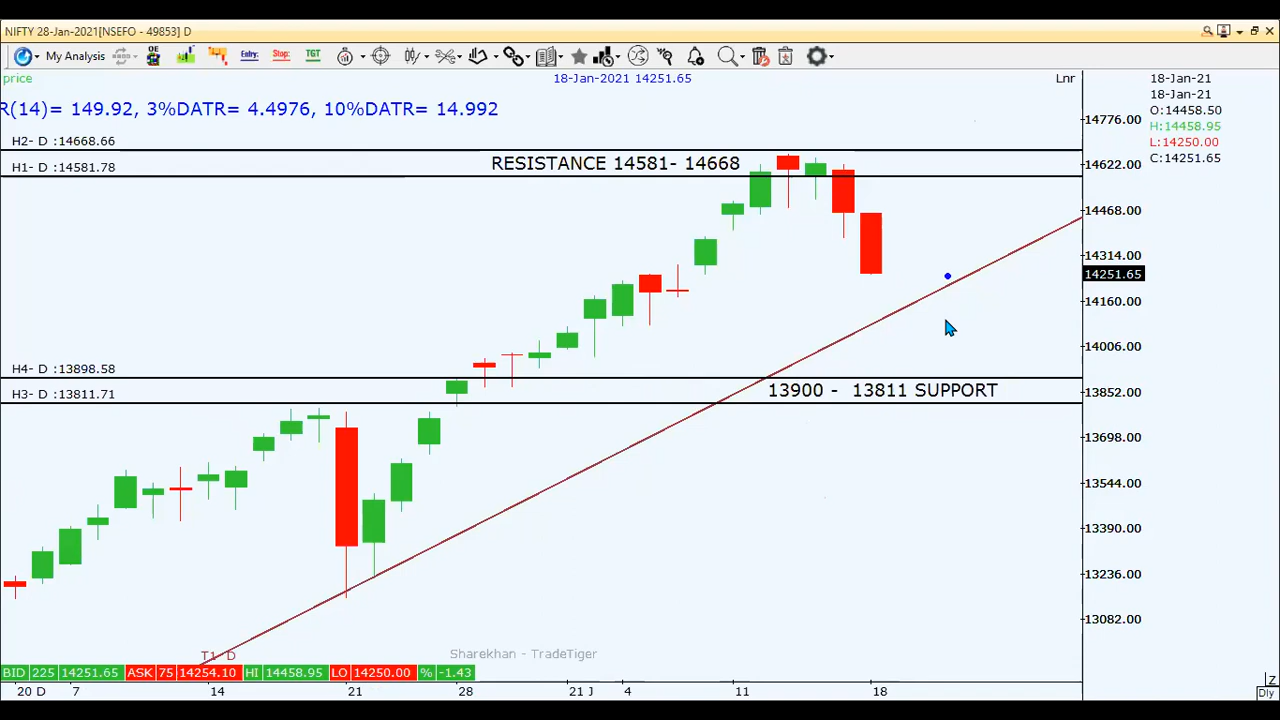 NIFTY 28-Jan-2021[NSEFO - 49853] D
My Analysis
OE
Entry:
Stop:
TGT
price
18-Jan-2021 14251.65
Lnr
18-Jan-21
18-Jan-21
O:14458.50
H:14458.95
L:14250.00
C:14251.65
R(14)= 149.92, 3%DATR= 4.4976, 10%DATR= 14.992
14776.00
H2- D :14668.66
RESISTANCE 14581- 14668
H1- D :14581.78
14622.00
14468.00
14314.00
14251.65
14160.00
14006.00
H4- D :13898.58
13900 - 13811 SUPPORT
13852.00
H3- D :13811.71
13698.00
13544.00
13390.00
13236.00
13082.00
T1- D
Sharekhan - TradeTiger
BID 225 14251.65 ASK 75 14254.10 HI 14458.95 LO 14250.00 % -1.43
20 D 7 14 21 28 21 J 4 11 18
Z
Dly